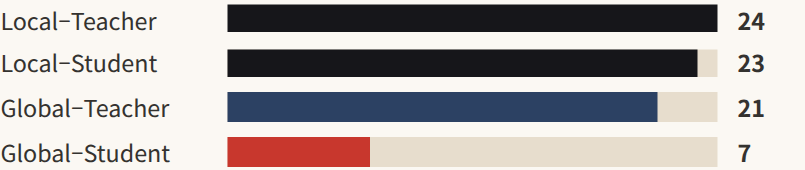 Local–Teacher 24
Local–Student 23
Global–Teacher 21
Global–Student 7